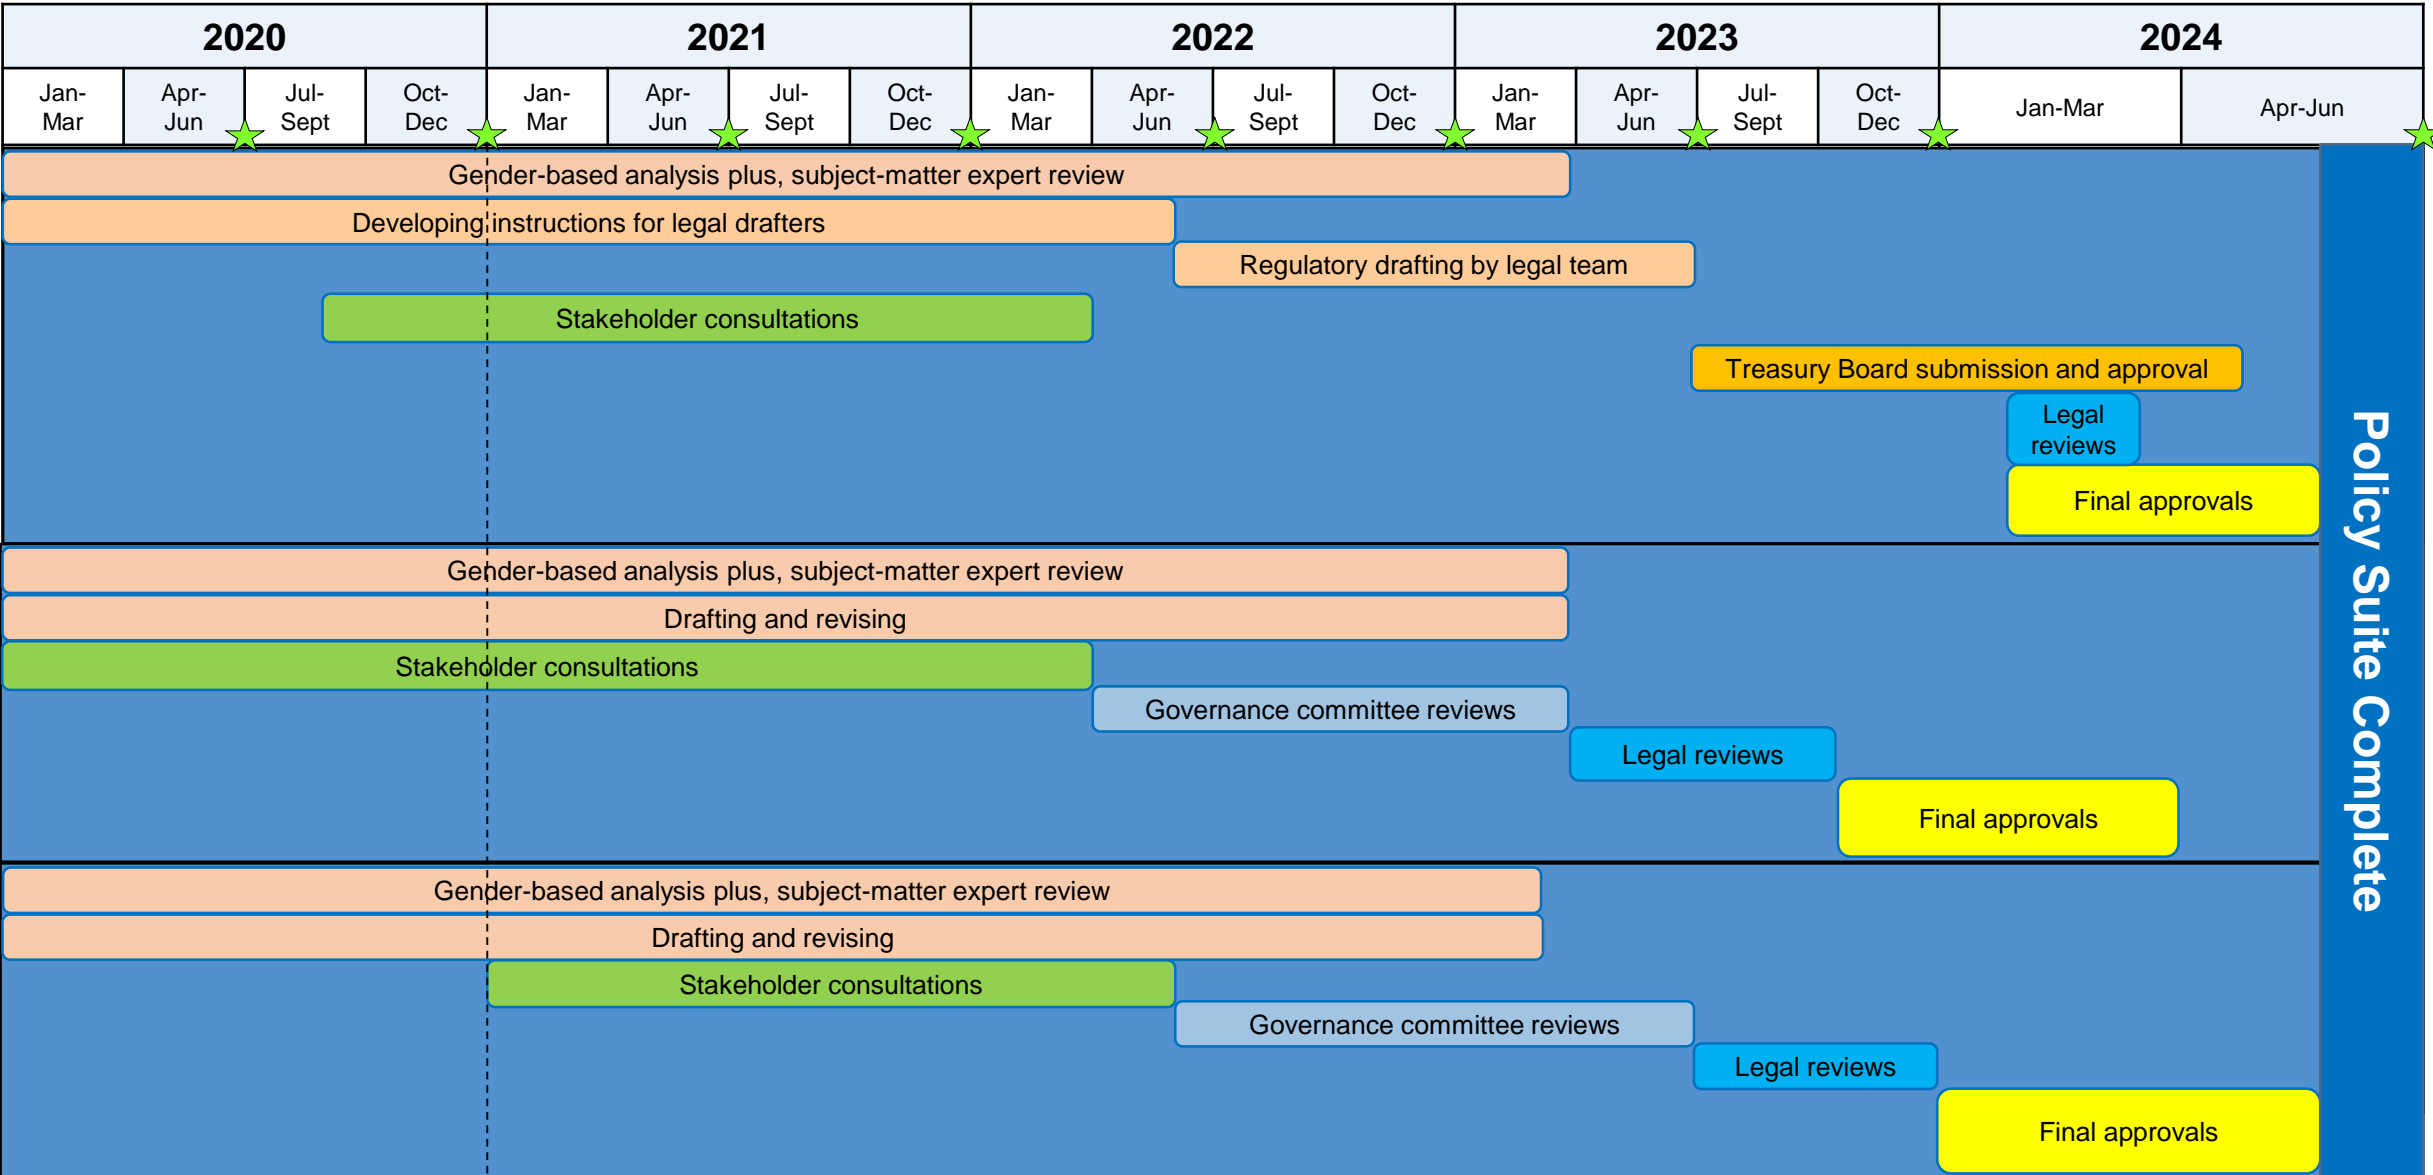 2020
2021
2022
2023
2024
Jan-
Mar
Apr-
Jun
Jul-
Sept
Oct-
Dec
Jan-
Mar
Apr-
Jun
Jul-
Sept
Oct-
Dec
Jan-
Mar
Apr-
Jun
Jul-
Sept
Oct-
Dec
Jan-
Mar
Apr-
Jun
Jul-
Sept
Oct-
Dec
Jan-Mar
Apr-Jun
Gender-based analysis plus, subject-matter expert review
Developing instructions for legal drafters
Regulatory drafting by legal team
Stakeholder consultations
Treasury Board submission and approval
Legal
reviews
Final approvals
Gender-based analysis plus, subject-matter expert review
Drafting and revising
Stakeholder consultations
Governance committee reviews
Legal reviews
Final approvals
Gender-based analysis plus, subject-matter expert review
Drafting and revising
Stakeholder consultations
Governance committee reviews
Legal reviews
Final approvals
Policy Suite Complete